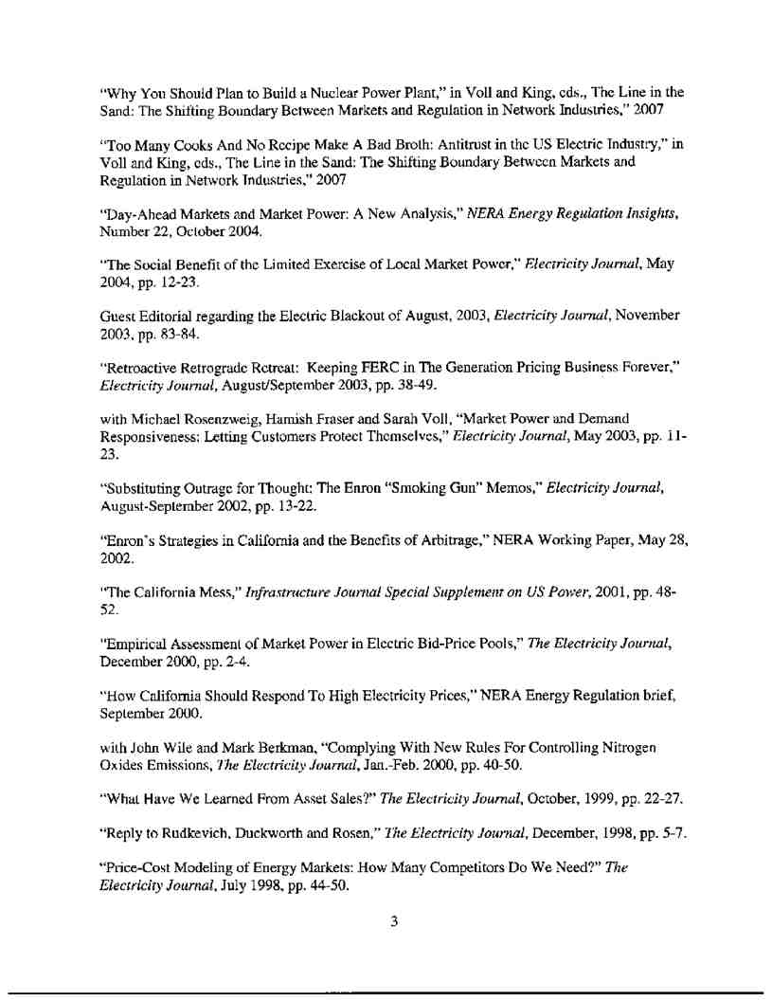 “Why You Should Plan to Build a Nuclear Power Plant,” in Voll and King, eds., The Line in the
Sand: The Shifting Boundary Between Markets and Regulation in Network Industries,” 2007
“Too Many Cooks And No Recipe Make A Bad Broth: Antitrust in the US Electric Industry,” in
Voll and King, eds., The Line in the Sand: The Shifting Boundary Between Markets and
Regulation in Network Industries,” 2007
“Day-Ahead Markets and Market Power: A New Analysis,” NERA Energy Regulation Insights,
Number 22, October 2004.
“The Social Benefit of the Limited Exercise of Local Market Power,” Electricity Journal, May
2004, pp. 12-23.
Guest Editorial regarding the Electric Blackout of August, 2003, Electricity Journal, November
2003, pp. 83-84.
“Retroactive Retrograde Retreat:  Keeping FERC in The Generation Pricing Business Forever,”
Electricity Journal, August/September 2003, pp. 38-49.
with Michael Rosenzweig, Hamish Fraser and Sarah Voll, “Market Power and Demand
Responsiveness: Letting Customers Protect Themselves,” Electricity Journal, May 2003, pp. 11-
23.
“Substituting Outrage for Thought: The Enron “Smoking Gun” Memos,” Electricity Journal,
August-September 2002, pp. 13-22.
“Enron’s Strategies in California and the Benefits of Arbitrage,” NERA Working Paper, May 28,
2002.
“The California Mess,” Infrastructure Journal Special Supplement on US Power, 2001, pp. 48-
52.
“Empirical Assessment of Market Power in Electric Bid-Price Pools,” The Electricity Journal,
December 2000, pp. 2-4.
“How California Should Respond To High Electricity Prices,” NERA Energy Regulation brief,
September 2000.
with John Wile and Mark Berkman, “Complying With New Rules For Controlling Nitrogen
Oxides Emissions, The Electricity Journal, Jan.-Feb. 2000, pp. 40-50.
“What Have We Learned From Asset Sales?” The Electricity Journal, October, 1999, pp. 22-27.
“Reply to Rudkevich, Duckworth and Rosen,” The Electricity Journal, December, 1998, pp. 5-7.
“Price-Cost Modeling of Energy Markets: How Many Competitors Do We Need?” The
Electricity Journal, July 1998, pp. 44-50.
3